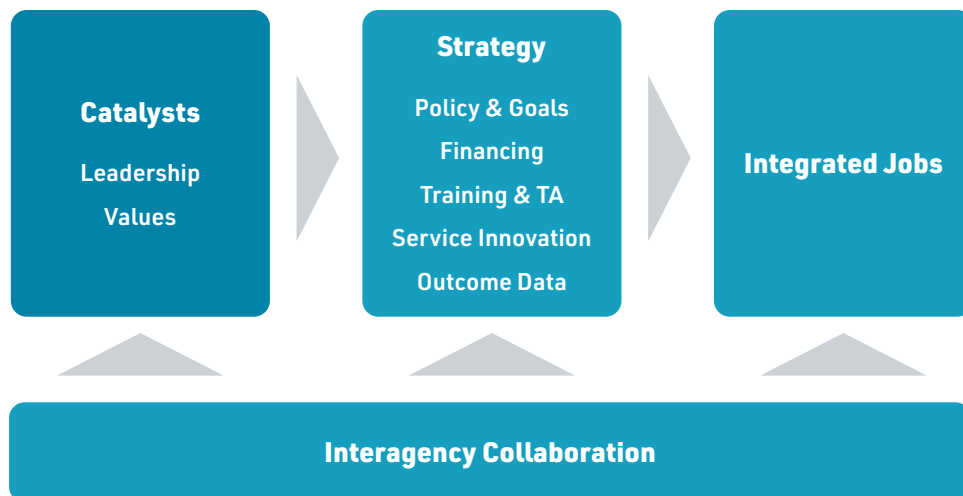 Catalysts
Leadership
Values
Strategy
Policy & Goals
Financing
Training & TA
Service Innovation
Outcome Data
Integrated Jobs
Interagency Collaboration